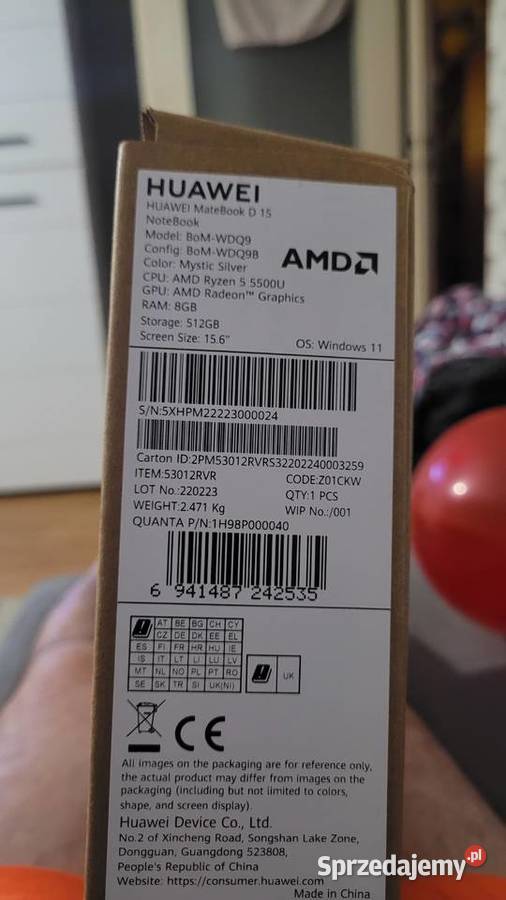 HUAWEI
HUAWEI MateBook D 15
NoteBook
Model: BoM-WDQ9
Config: BoM-WDQ9B
Color: Mystic Silver
CPU: AMD Ryzen 5 5500U
GPU: AMD Radeon™ Graphics
RAM: 8GB
Storage: 512GB
Screen Size: 15.6"
AMD
OS: Windows 11
S/N:5XHPM22223000024
Carton ID:2PM53012RVRS32202240003259
ITEM:53012RVR CODE:Z01CKW
LOT No.:220223 QTY:1 PCS
WEIGHT:2.471 Kg WIP No.:/001
QUANTA P/N:1H98P000040
6 941487 242535
AT BE BG CH CY
CZ DE DK EE EL
ES FI FR HR HU IE
IS IT LT LI LU LV
MT NL NO PL PT RO
SE SK TR SI UK(NI)
UK
CE
All images on the packaging are for reference only,
the actual product may differ from images on the
packaging (including but not limited to colors,
shape, and screen display).
Huawei Device Co., Ltd.
No.2 of Xincheng Road, Songshan Lake Zone,
Dongguan, Guangdong 523808,
People's Republic of China
Website: https://consumer.huawei.com
Made in China
Sprzedajemy.pl